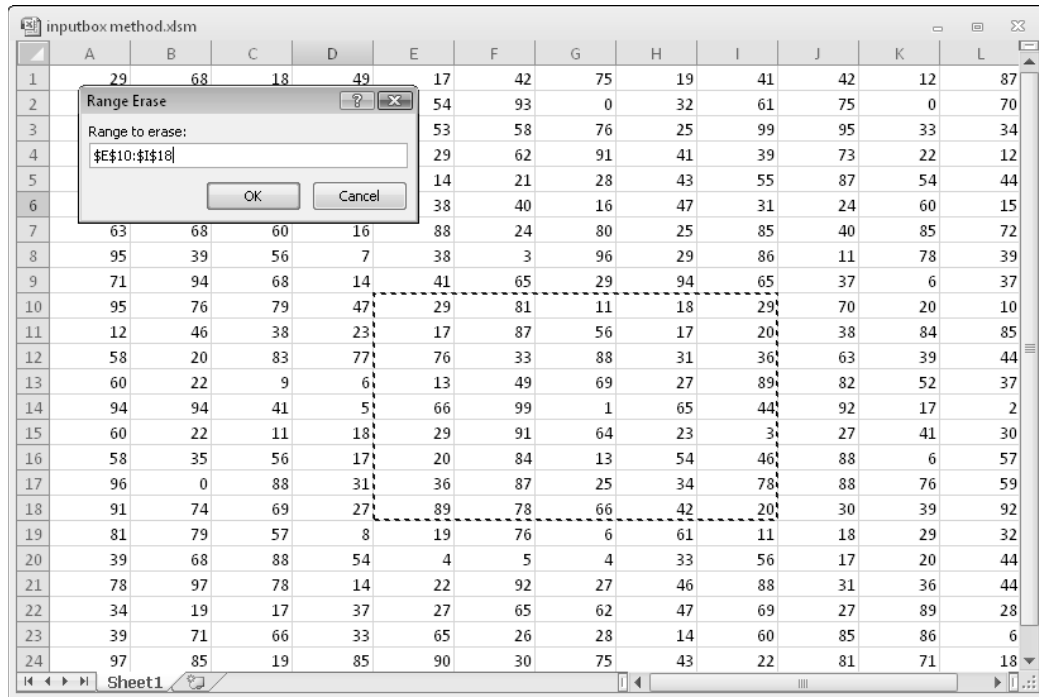 inputbox method.xlsm
A B C D E F G H I J K L
1 29 68 18 49 17 42 75 19 41 42 12 87
Range Erase
2 54 93 0 32 61 75 0 70
Range to erase:
3 53 58 76 25 99 95 33 34
$E$10:$I$18
4 29 62 91 41 39 73 22 12
5 14 21 28 43 55 87 54 44
OK Cancel
6 38 40 16 47 31 24 60 15
7 63 68 60 16 88 24 80 25 85 40 85 72
8 95 39 56 7 38 3 96 29 86 11 78 39
9 71 94 68 14 41 65 29 94 65 37 6 37
10 95 76 79 47 29 81 11 18 29 70 20 10
11 12 46 38 23 17 87 56 17 20 38 84 85
12 58 20 83 77 76 33 88 31 36 63 39 44
13 60 22 9 6 13 49 69 27 89 82 52 37
14 94 94 41 5 66 99 1 65 44 92 17 2
15 60 22 11 18 29 91 64 23 3 27 41 30
16 58 35 56 17 20 84 13 54 46 88 6 57
17 96 0 88 31 36 87 25 34 78 88 76 59
18 91 74 69 27 89 78 66 42 20 30 39 92
19 81 79 57 8 19 76 6 61 11 18 29 32
20 39 68 88 54 4 5 4 33 56 17 20 44
21 78 97 78 14 22 92 27 46 88 31 36 44
22 34 19 17 37 27 65 62 47 69 27 89 28
23 39 71 66 33 65 26 28 14 60 85 86 6
24 97 85 19 85 90 30 75 43 22 81 71 18
Sheet1